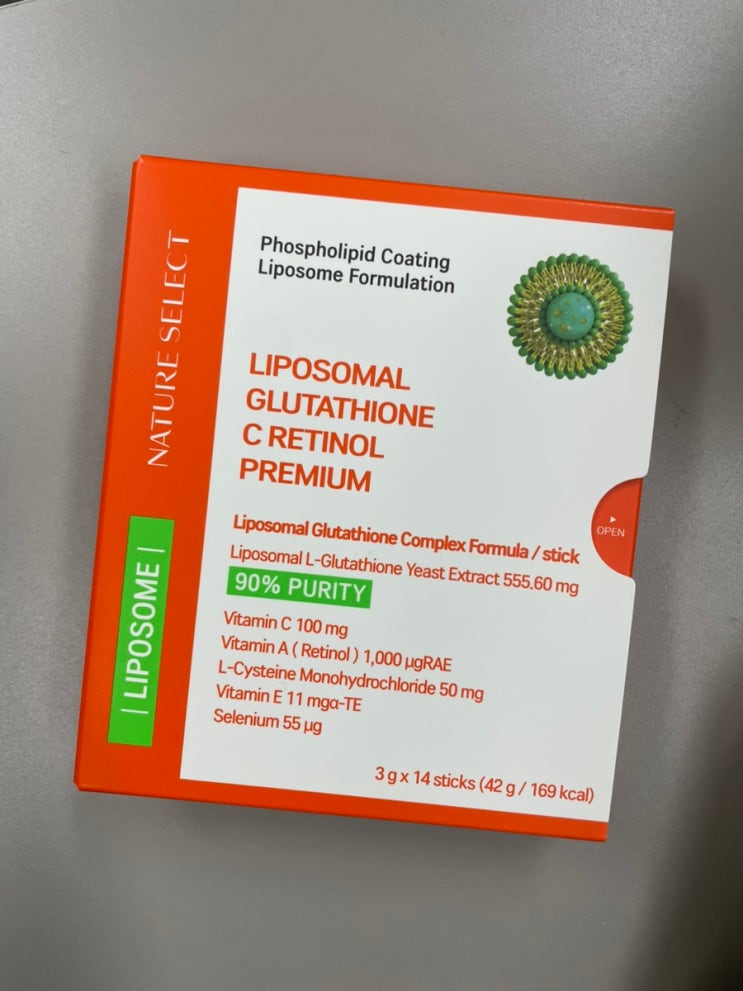 Phospholipid Coating
Liposome Formulation
NATURE SELECT
LIPOSOMAL
GLUTATHIONE
C RETINOL
PREMIUM
OPEN
Liposomal Glutathione Complex Formula / stick
Liposomal L-Glutathione Yeast Extract 555.60 mg
90% PURITY
| LIPOSOME |
Vitamin C 100 mg
Vitamin A ( Retinol ) 1,000 μgRAE
L-Cysteine Monohydrochloride 50 mg
Vitamin E 11 mgα-TE
Selenium 55 μg
3 g x 14 sticks (42 g / 169 kcal)